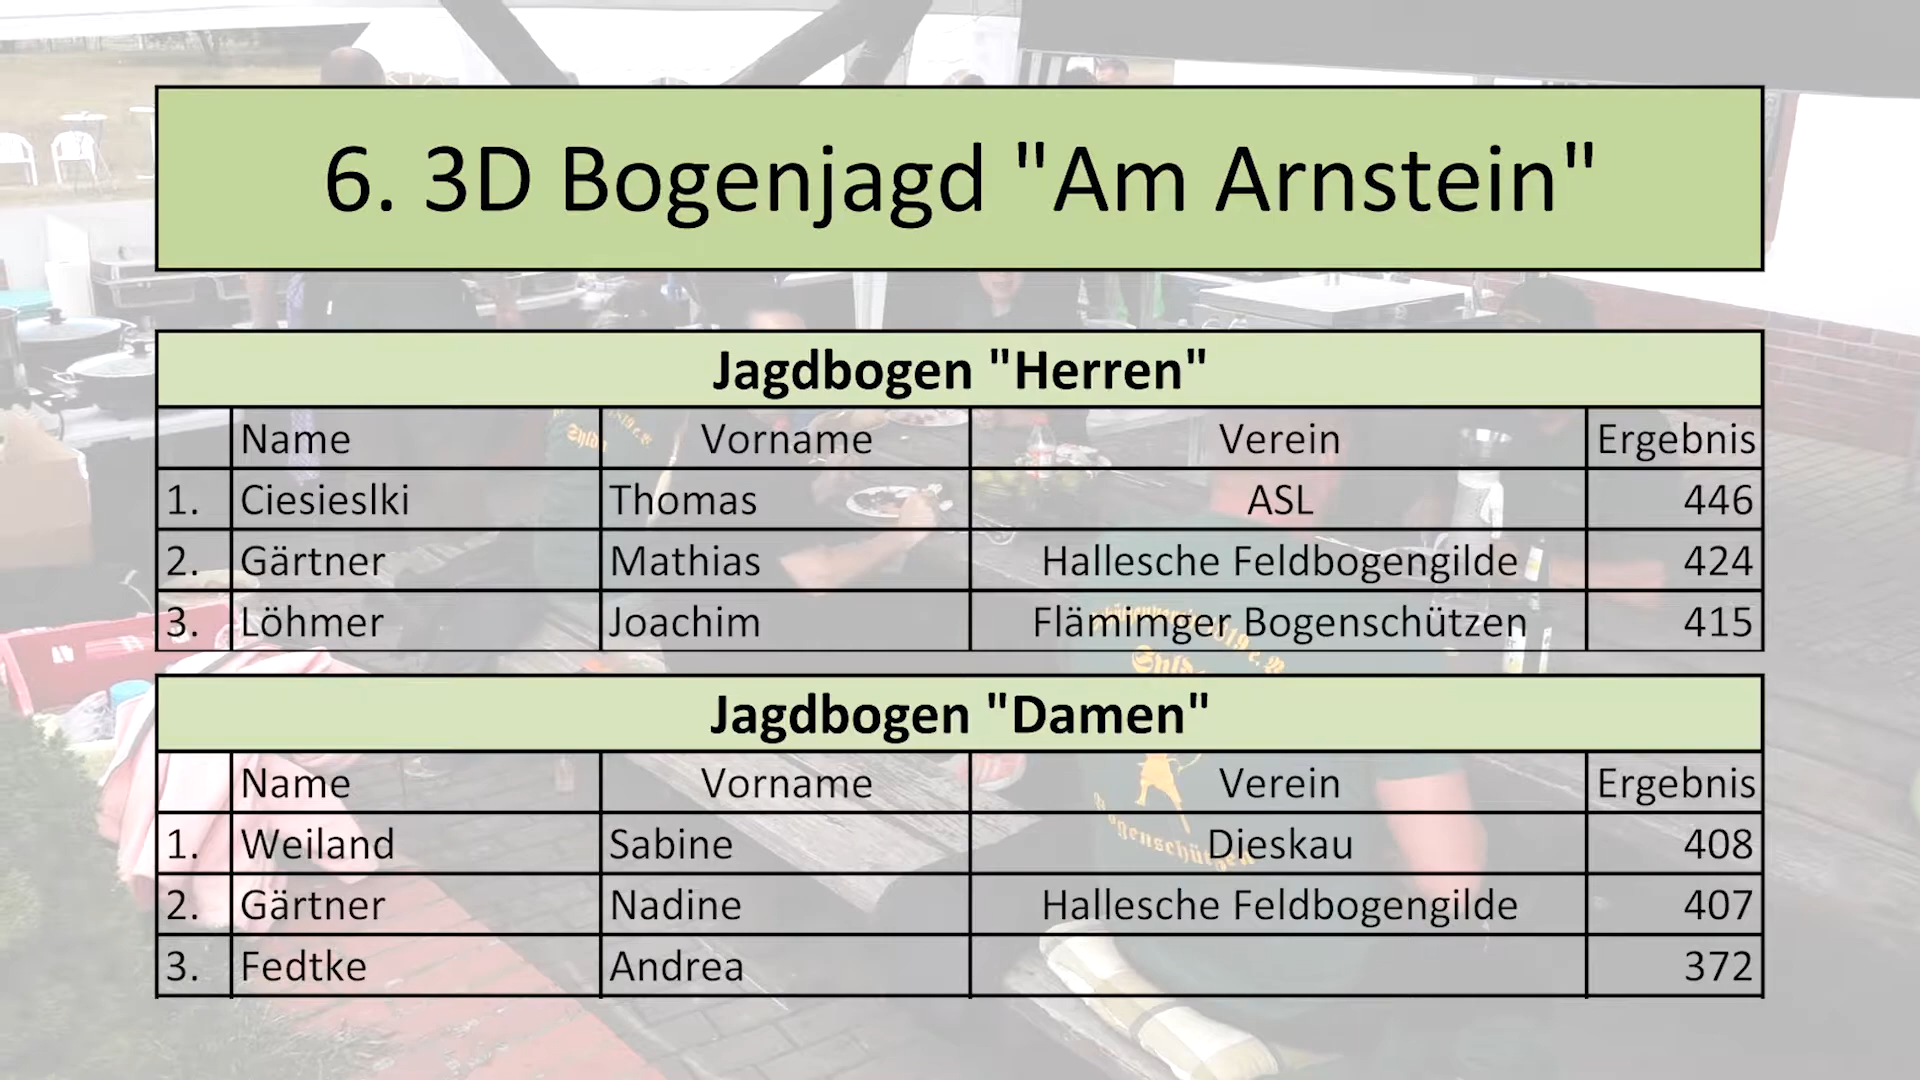 6. 3D Bogenjagd "Am Arnstein"
Jagdbogen "Herren"
Name Vorname Verein Ergebnis
1. Ciesieslki Thomas ASL 446
2. Gärtner Mathias Hallesche Feldbogengilde 424
3. Löhmer Joachim Flämimger Bogenschützen 415
Jagdbogen "Damen"
Name Vorname Verein Ergebnis
1. Weiland Sabine Dieskau 408
2. Gärtner Nadine Hallesche Feldbogengilde 407
3. Fedtke Andrea 372